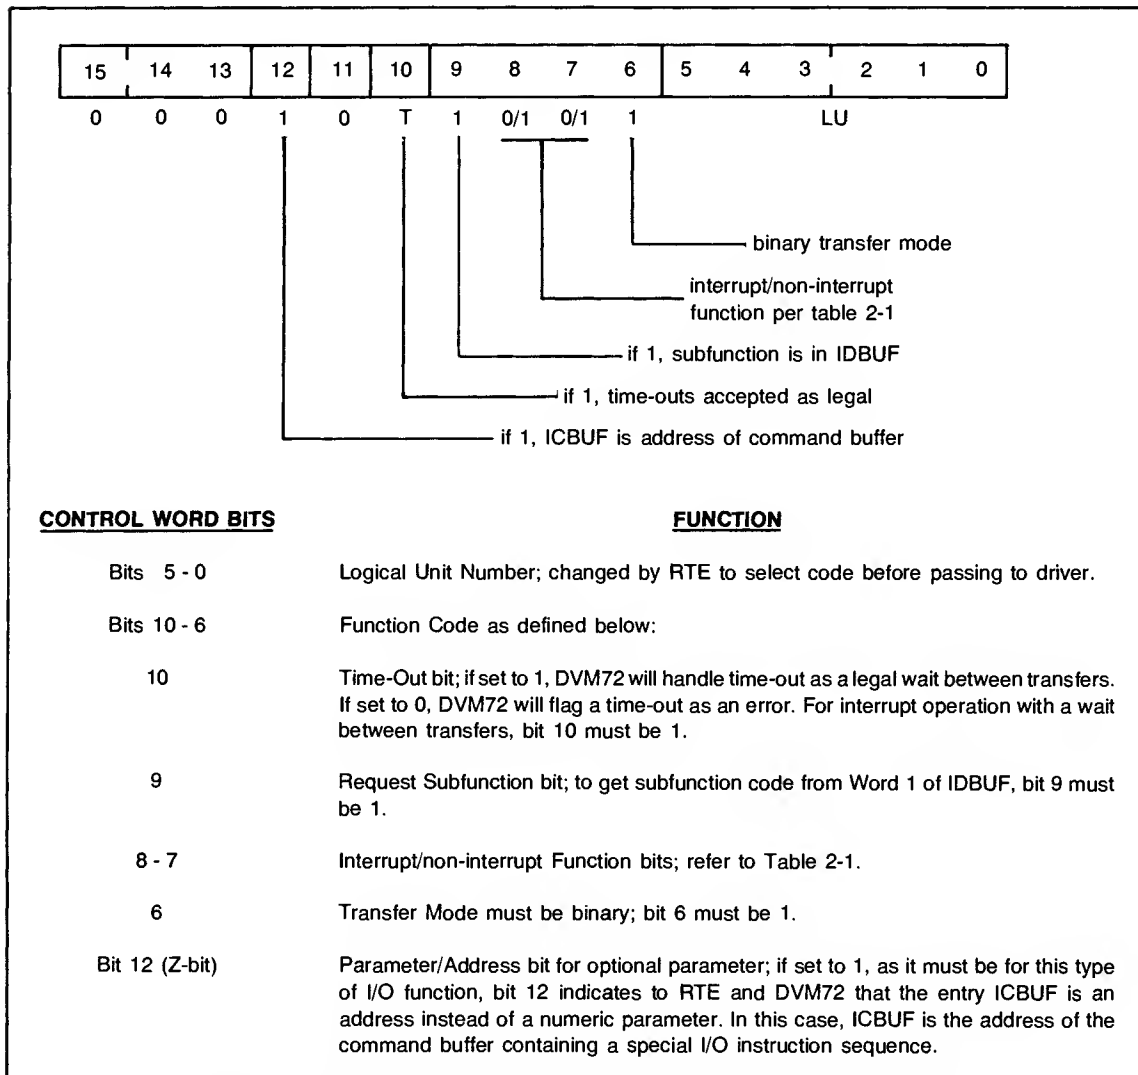 15 14 13 12 11 10 9 8 7 6 5 4 3 2 1 0
0 0 0 1 0 T 1 0/1 0/1 1 LU
binary transfer mode
interrupt/non-interrupt
function per table 2-1
if 1, subfunction is in IDBUF
if 1, time-outs accepted as legal
if 1, ICBUF is address of command buffer
CONTROL WORD BITS FUNCTION
Bits 5 - 0 Logical Unit Number; changed by RTE to select code before passing to driver.
Bits 10 - 6 Function Code as defined below:
10 Time-Out bit; if set to 1, DVM72 will handle time-out as a legal wait between transfers.
If set to 0, DVM72 will flag a time-out as an error. For interrupt operation with a wait
between transfers, bit 10 must be 1.
9 Request Subfunction bit; to get subfunction code from Word 1 of IDBUF, bit 9 must
be 1.
8 - 7 Interrupt/non-interrupt Function bits; refer to Table 2-1.
6 Transfer Mode must be binary; bit 6 must be 1.
Bit 12 (Z-bit) Parameter/Address bit for optional parameter; if set to 1, as it must be for this type
of I/O function, bit 12 indicates to RTE and DVM72 that the entry ICBUF is an
address instead of a numeric parameter. In this case, ICBUF is the address of the
command buffer containing a special I/O instruction sequence.